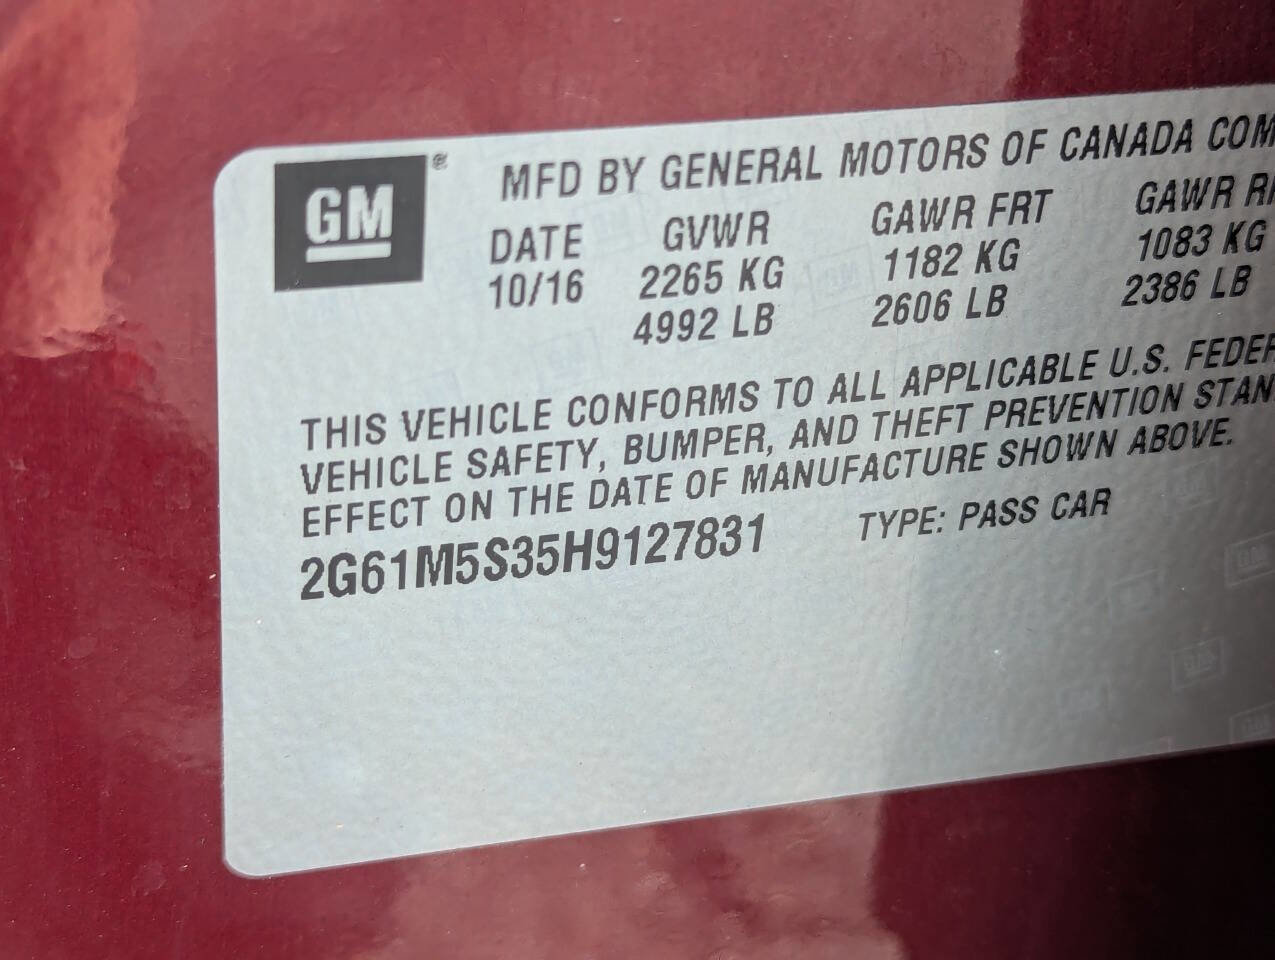 GM ®
MFD BY GENERAL MOTORS OF CANADA COM
DATE GVWR GAWR FRT GAWR R
10/16 2265 KG 1182 KG 1083 KG
4992 LB 2606 LB 2386 LB
THIS VEHICLE CONFORMS TO ALL APPLICABLE U.S. FEDER
VEHICLE SAFETY, BUMPER, AND THEFT PREVENTION STAN
EFFECT ON THE DATE OF MANUFACTURE SHOWN ABOVE.
2G61M5S35H9127831 TYPE: PASS CAR